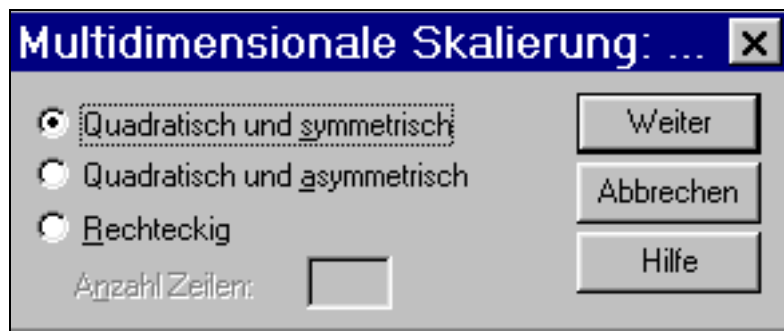 Multidimensionale Skalierung: ...
Quadratisch und symmetrisch
Quadratisch und asymmetrisch
Rechteckig
Anzahl Zeilen:
Weiter
Abbrechen
Hilfe